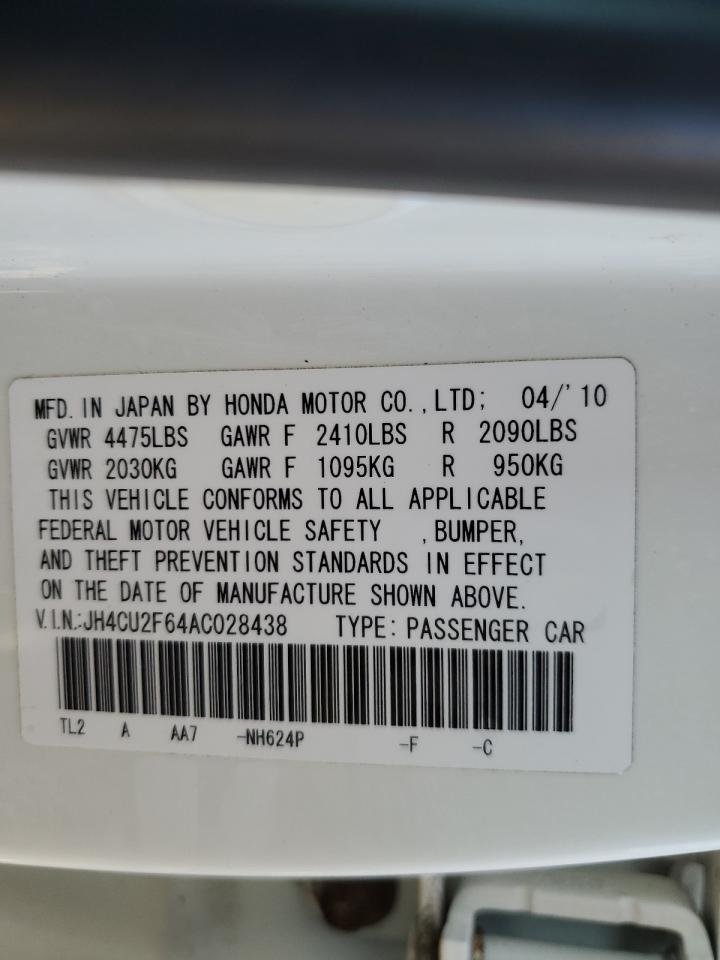 MFD. IN JAPAN BY HONDA MOTOR CO.,LTD; 04/'10
GVWR 4475LBS GAWR F 2410LBS R 2090LBS
GVWR 2030KG GAWR F 1095KG R 950KG
THIS VEHICLE CONFORMS TO ALL APPLICABLE
FEDERAL MOTOR VEHICLE SAFETY ,BUMPER,
AND THEFT PREVENTION STANDARDS IN EFFECT
ON THE DATE OF MANUFACTURE SHOWN ABOVE.
V.I.N.:JH4CU2F64AC028438 TYPE: PASSENGER CAR
TL2 A AA7 -NH624P -F -C